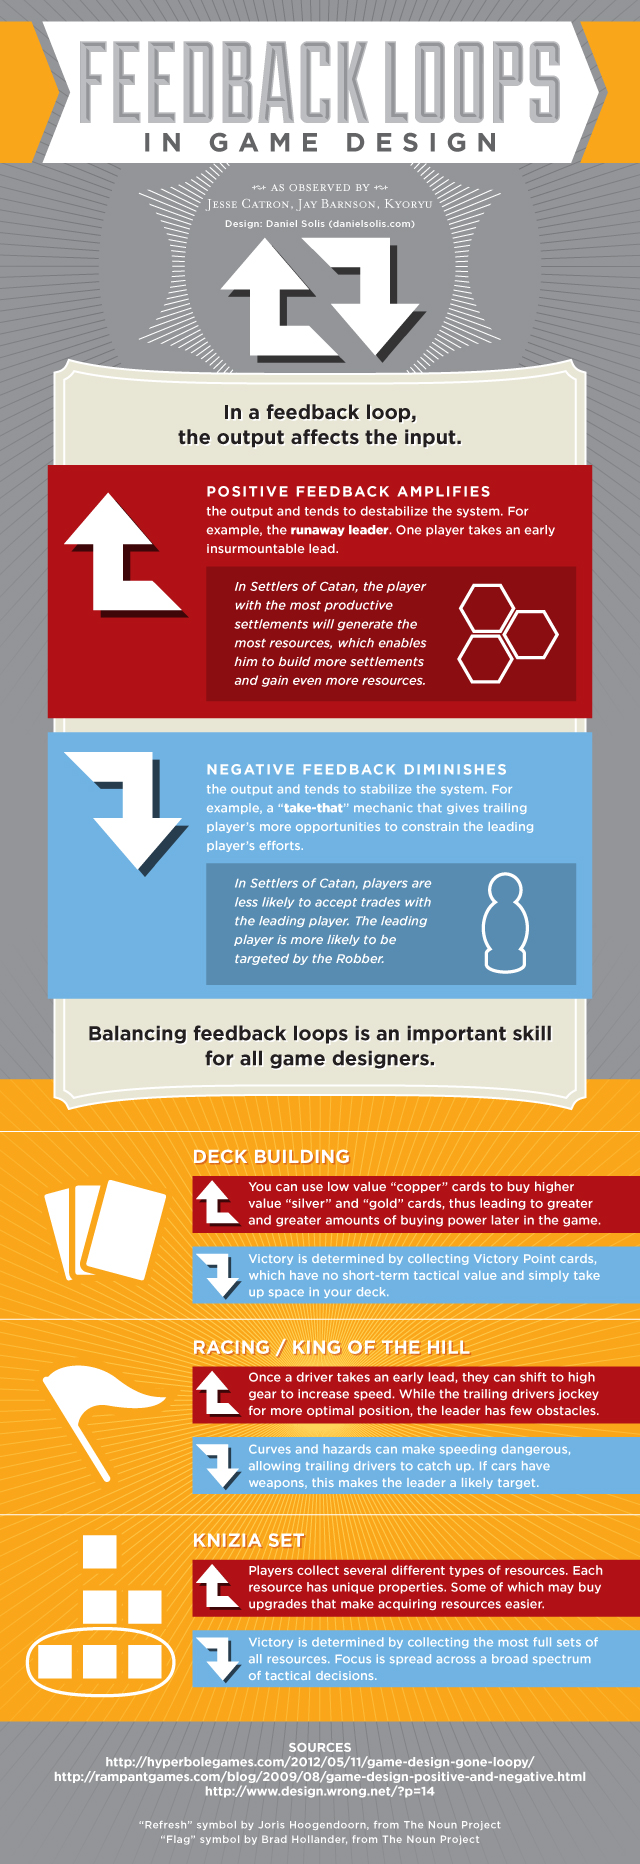 FEEDBACK LOOPS
IN GAME DESIGN
AS OBSERVED BY
Jesse Catron, Jay Barnson, Kyoryu
Design: Daniel Solis (danielsolis.com)
In a feedback loop,
the output affects the input.
POSITIVE FEEDBACK AMPLIFIES
the output and tends to destabilize the system. For
example, the runaway leader. One player takes an early
insurmountable lead.
In Settlers of Catan, the player
with the most productive
settlements will generate the
most resources, which enables
him to build more settlements
and gain even more resources.
NEGATIVE FEEDBACK DIMINISHES
the output and tends to stabilize the system. For
example, a “take-that” mechanic that gives trailing
player’s more opportunities to constrain the leading
player’s efforts.
In Settlers of Catan, players are
less likely to accept trades with
the leading player. The leading
player is more likely to be
targeted by the Robber.
Balancing feedback loops is an important skill
for all game designers.
DECK BUILDING
You can use low value “copper” cards to buy higher
value “silver” and “gold” cards, thus leading to greater
and greater amounts of buying power later in the game.
Victory is determined by collecting Victory Point cards,
which have no short-term tactical value and simply take
up space in your deck.
RACING / KING OF THE HILL
Once a driver takes an early lead, they can shift to high
gear to increase speed. While the trailing drivers jockey
for more optimal position, the leader has few obstacles.
Curves and hazards can make speeding dangerous,
allowing trailing drivers to catch up. If cars have
weapons, this makes the leader a likely target.
KNIZIA SET
Players collect several different types of resources. Each
resource has unique properties. Some of which may buy
upgrades that make acquiring resources easier.
Victory is determined by collecting the most full sets of
all resources. Focus is spread across a broad spectrum
of tactical decisions.
SOURCES
http://hyperbolegames.com/2012/05/11/game-design-gone-loopy/
http://rampantgames.com/blog/2009/08/game-design-positive-and-negative.html
http://www.design.wrong.net/?p=14
“Refresh” symbol by Joris Hoogendoorn, from The Noun Project
“Flag” symbol by Brad Hollander, from The Noun Project